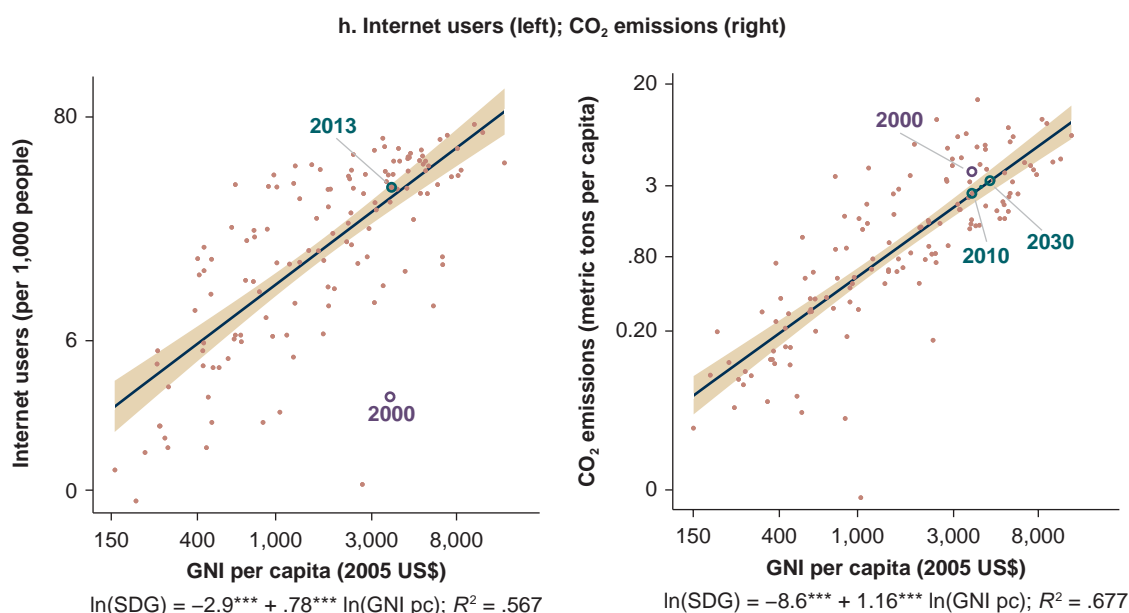 h. Internet users (left); CO₂ emissions (right)
Internet users (per 1,000 people)
80
6
0
2013
2000
150 400 1,000 3,000 8,000
GNI per capita (2005 US$)
ln(SDG) = –2.9*** + .78*** ln(GNI pc); R² = .567
CO₂ emissions (metric tons per capita)
20
3
.80
0.20
0
2000
2010
2030
150 400 1,000 3,000 8,000
GNI per capita (2005 US$)
ln(SDG) = –8.6*** + 1.16*** ln(GNI pc); R² = .677